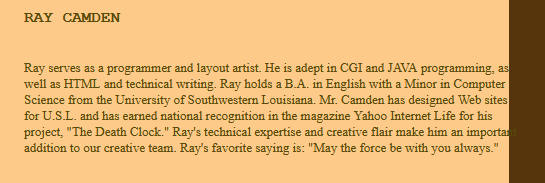 RAY CAMDEN
Ray serves as a programmer and layout artist. He is adept in CGI and JAVA programming, as
well as HTML and technical writing. Ray holds a B.A. in English with a Minor in Computer
Science from the University of Southwestern Louisiana. Mr. Camden has designed Web sites
for U.S.L. and has earned national recognition in the magazine Yahoo Internet Life for his
project, "The Death Clock." Ray's technical expertise and creative flair make him an important
addition to our creative team. Ray's favorite saying is: "May the force be with you always."